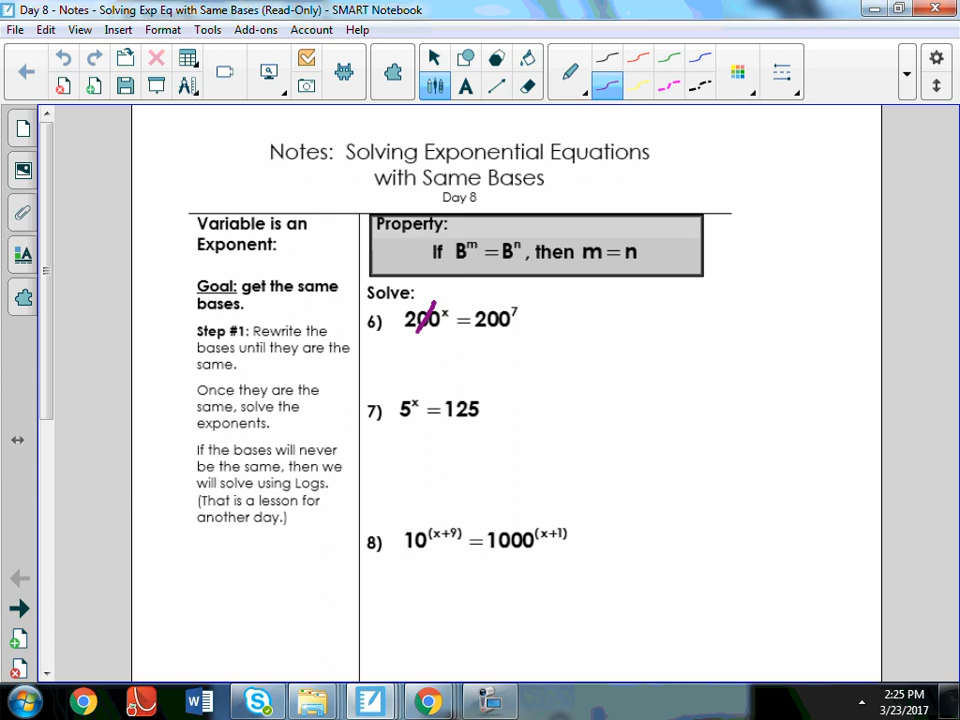 Day 8 - Notes - Solving Exp Eq with Same Bases (Read-Only) - SMART Notebook
File Edit View Insert Format Tools Add-ons Account Help
Notes: Solving Exponential Equations
with Same Bases
Day 8
Variable is an
Exponent:
Goal: get the same
bases.
Step #1: Rewrite the
bases until they are the
same.
Once they are the
same, solve the
exponents.
If the bases will never
be the same, then we
will solve using Logs.
(That is a lesson for
another day.)
Property:
If Bᵐ = Bⁿ, then m = n
Solve:
6) 200ˣ = 200⁷
7) 5ˣ = 125
8) 10⁽ˣ⁺⁹⁾ = 1000⁽ˣ⁺¹⁾
2:25 PM
3/23/2017